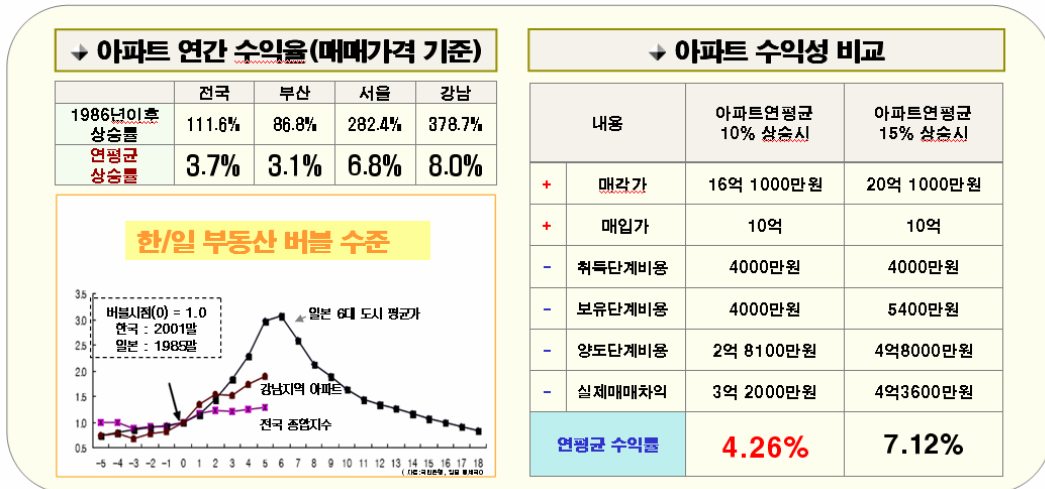 아파트 연간 수익율(매매가격 기준)
전국 부산 서울 강남
1986년이후
상승률 111.6% 86.8% 282.4% 378.7%
연평균
상승률 3.7% 3.1% 6.8% 8.0%
한/일 부동산 버블 수준
3.5
3.0
2.5
2.0
1.5
1.0
0.5
버블시점(0) = 1.0
한국 : 2001말
일본 : 1985말
일본 6대 도시 평균가
강남지역 아파트
전국 종합지수
-5 -4 -3 -2 -1 0 1 2 3 4 5 6 7 8 9 10 11 12 13 14 15 16 17 18
아파트 수익성 비교
내용 아파트연평균 10% 상승시 아파트연평균 15% 상승시
+ 매각가 16억 1000만원 20억 1000만원
+ 매입가 10억 10억
- 취득단계비용 4000만원 4000만원
- 보유단계비용 4000만원 5400만원
- 양도단계비용 2억 8100만원 4억8000만원
- 실제매매차익 3억 2000만원 4억3600만원
연평균 수익률 4.26% 7.12%